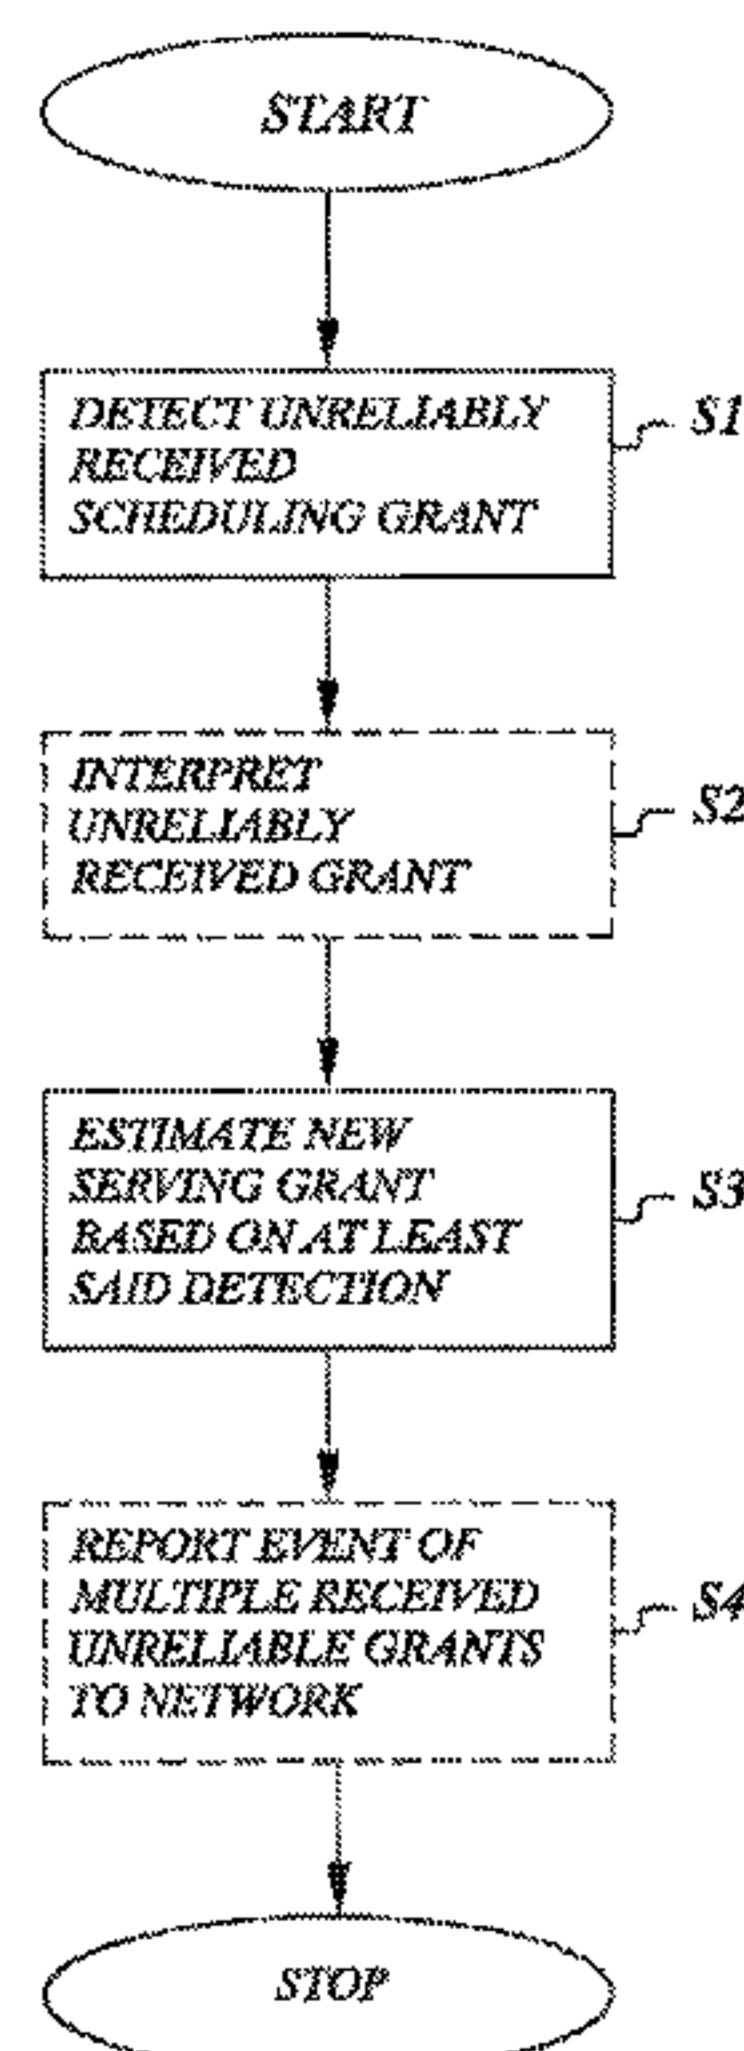 START
DETECT UNRELIABLY
RECEIVED
SCHEDULING GRANT
S1
INTERPRET
UNRELIABLY
RECEIVED GRANT
S2
ESTIMATE NEW
SERVING GRANT
BASED ON AT LEAST
SAID DETECTION
S3
REPORT EVENT OF
MULTIPLE RECEIVED
UNRELIABLE GRANTS
TO NETWORK
S4
STOP